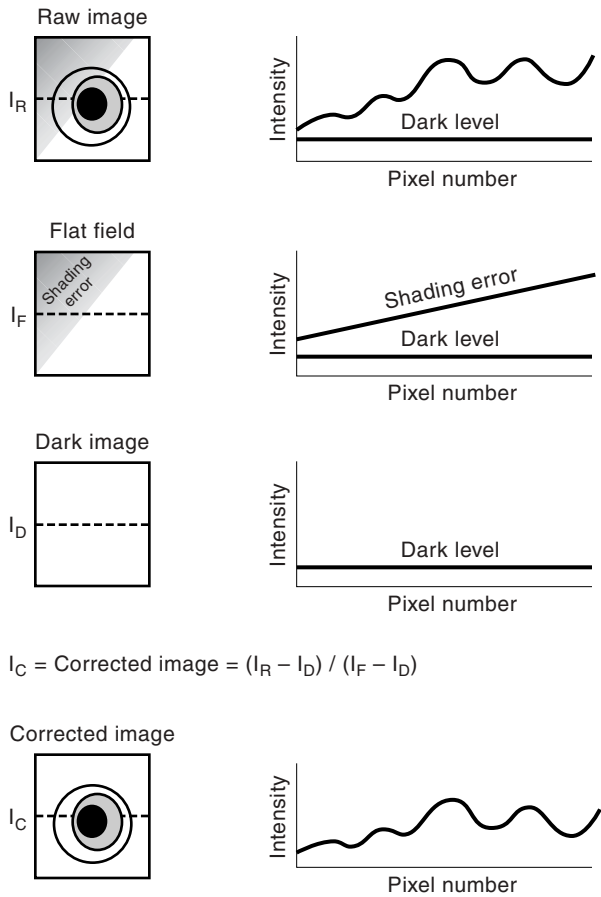 Raw image
I_R
Intensity
Dark level
Pixel number
Flat field
Shading
error
I_F
Intensity
Shading error
Dark level
Pixel number
Dark image
I_D
Intensity
Dark level
Pixel number
I_C = Corrected image = (I_R – I_D) / (I_F – I_D)
Corrected image
I_C
Intensity
Pixel number